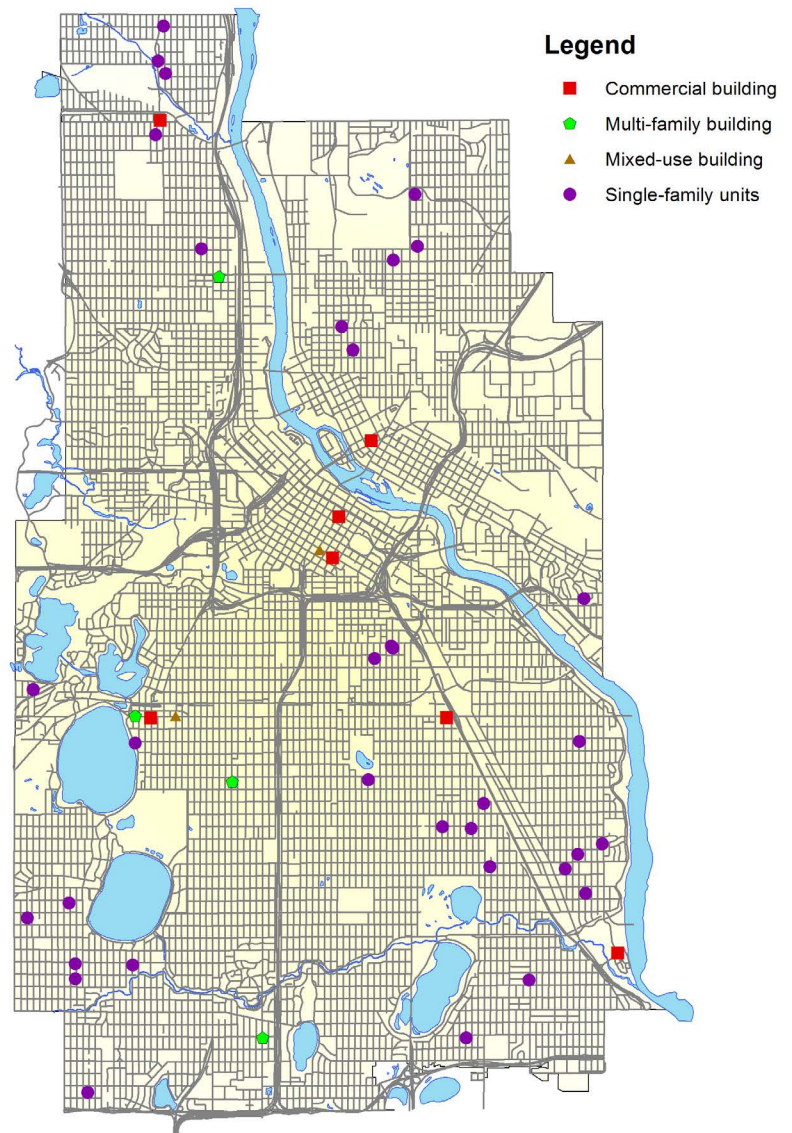 Legend
Commercial building
Multi-family building
Mixed-use building
Single-family units